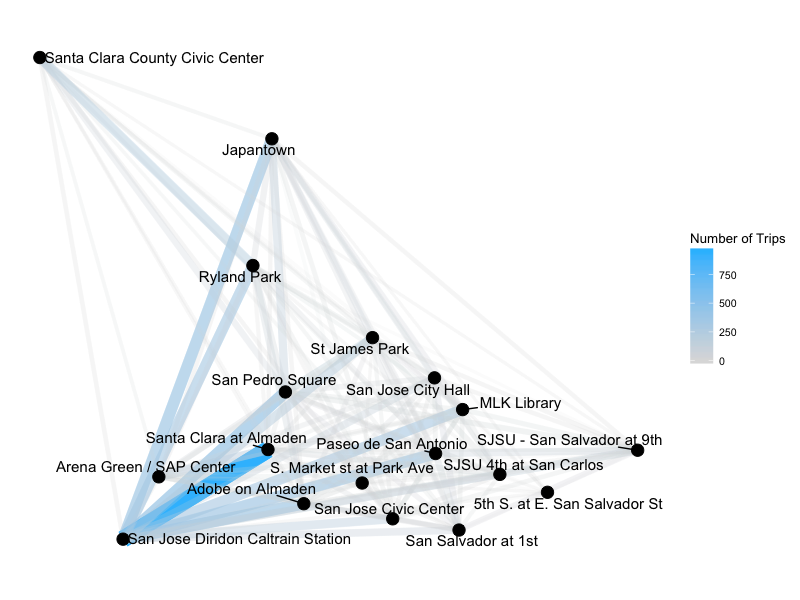 Santa Clara County Civic Center
Japantown
Number of Trips
Ryland Park
750
500
250
0
St James Park
San Pedro Square
San Jose City Hall
MLK Library
Santa Clara at Almaden
Paseo de San Antonio
SJSU - San Salvador at 9th
Arena Green / SAP Center
S. Market st at Park Ave
SJSU 4th at San Carlos
Adobe on Almaden
San Jose Civic Center
5th S. at E. San Salvador St
San Jose Diridon Caltrain Station
San Salvador at 1st